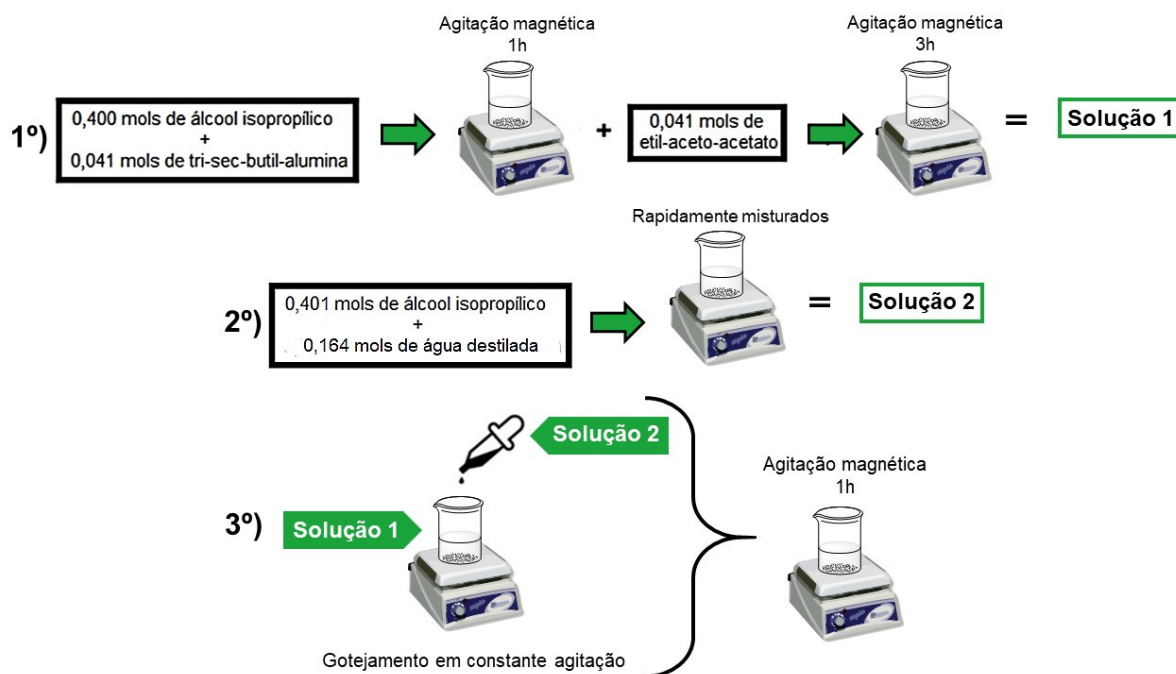 Agitação magnética
1h
Agitação magnética
3h
1º)
0,400 mols de álcool isopropílico
+
0,041 mols de tri-sec-butil-alumina
+
0,041 mols de
etil-aceto-acetato
=
Solução 1
Rapidamente misturados
2º)
0,401 mols de álcool isopropílico
+
0,164 mols de água destilada
=
Solução 2
Solução 2
3º)
Solução 1
Agitação magnética
1h
Gotejamento em constante agitação